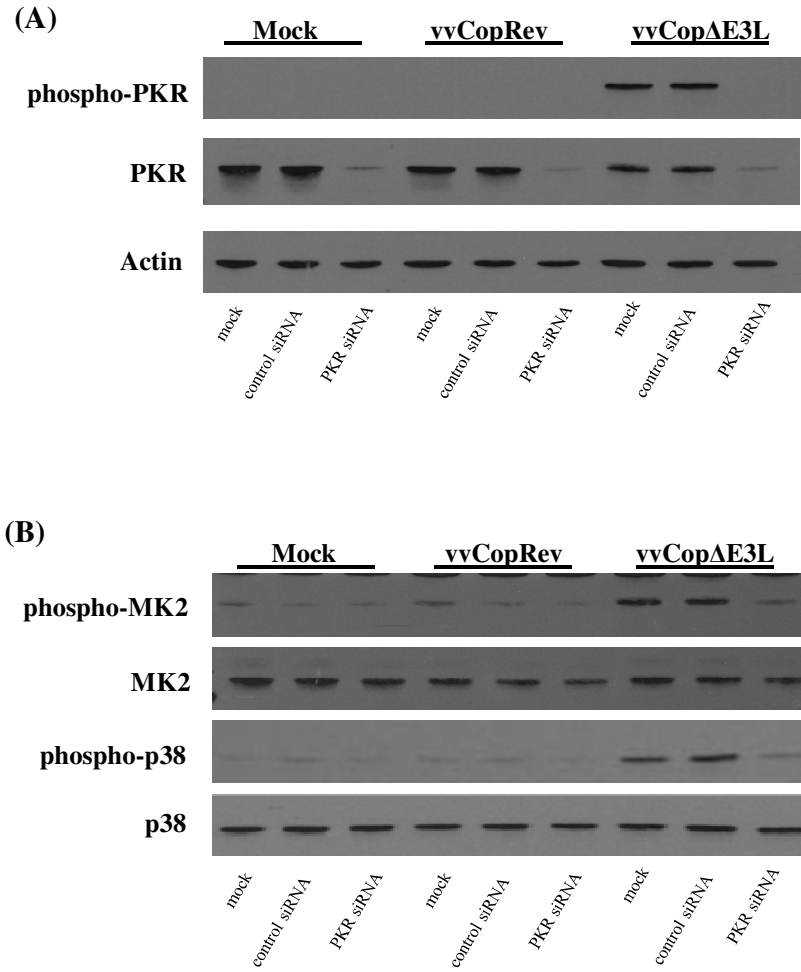 (A)
Mock vvCopRev vvCopΔE3L
phospho-PKR
PKR
Actin
mock control siRNA PKR siRNA mock control siRNA PKR siRNA mock control siRNA PKR siRNA
(B)
Mock vvCopRev vvCopΔE3L
phospho-MK2
MK2
phospho-p38
p38
mock control siRNA PKR siRNA mock control siRNA PKR siRNA mock control siRNA PKR siRNA